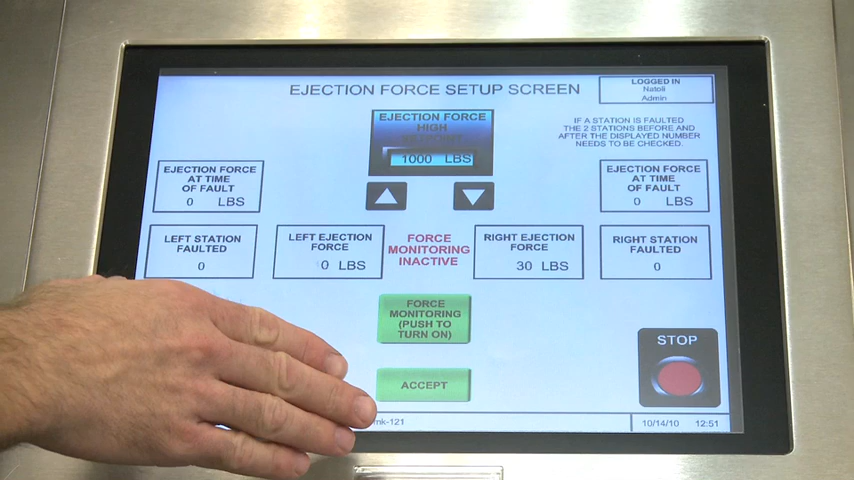 EJECTION FORCE SETUP SCREEN
LOGGED IN
Natoli
Admin
EJECTION FORCE
HIGH
SETPOINT
1000 LBS
IF A STATION IS FAULTED
THE 2 STATIONS BEFORE AND
AFTER THE DISPLAYED NUMBER
NEEDS TO BE CHECKED.
EJECTION FORCE
AT TIME
OF FAULT
0 LBS
EJECTION FORCE
AT TIME
OF FAULT
0 LBS
LEFT STATION
FAULTED
0
LEFT EJECTION
FORCE
0 LBS
FORCE
MONITORING
INACTIVE
RIGHT EJECTION
FORCE
30 LBS
RIGHT STATION
FAULTED
0
FORCE
MONITORING
(PUSH TO
TURN ON)
STOP
ACCEPT
10/14/10 12:51